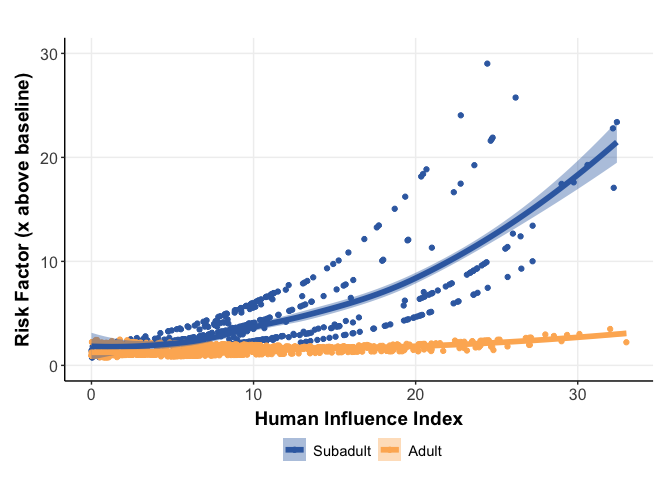 Risk Factor (x above baseline)
30
20
10
0
0 10 20 30
Human Influence Index
Subadult Adult